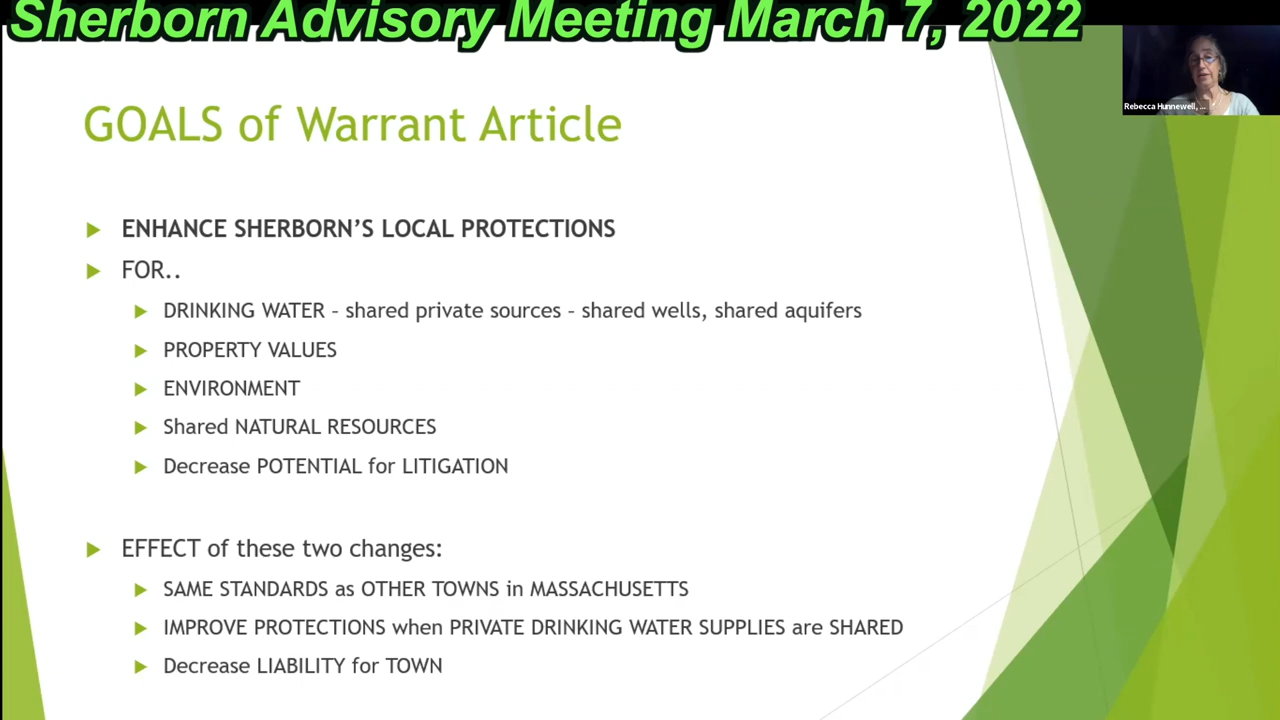 Sherborn Advisory Meeting March 7, 2022
Rebecca Hunnewell, ...
GOALS of Warrant Article
ENHANCE SHERBORN’S LOCAL PROTECTIONS
FOR..
DRINKING WATER – shared private sources – shared wells, shared aquifers
PROPERTY VALUES
ENVIRONMENT
Shared NATURAL RESOURCES
Decrease POTENTIAL for LITIGATION
EFFECT of these two changes:
SAME STANDARDS as OTHER TOWNS in MASSACHUSETTS
IMPROVE PROTECTIONS when PRIVATE DRINKING WATER SUPPLIES are SHARED
Decrease LIABILITY for TOWN